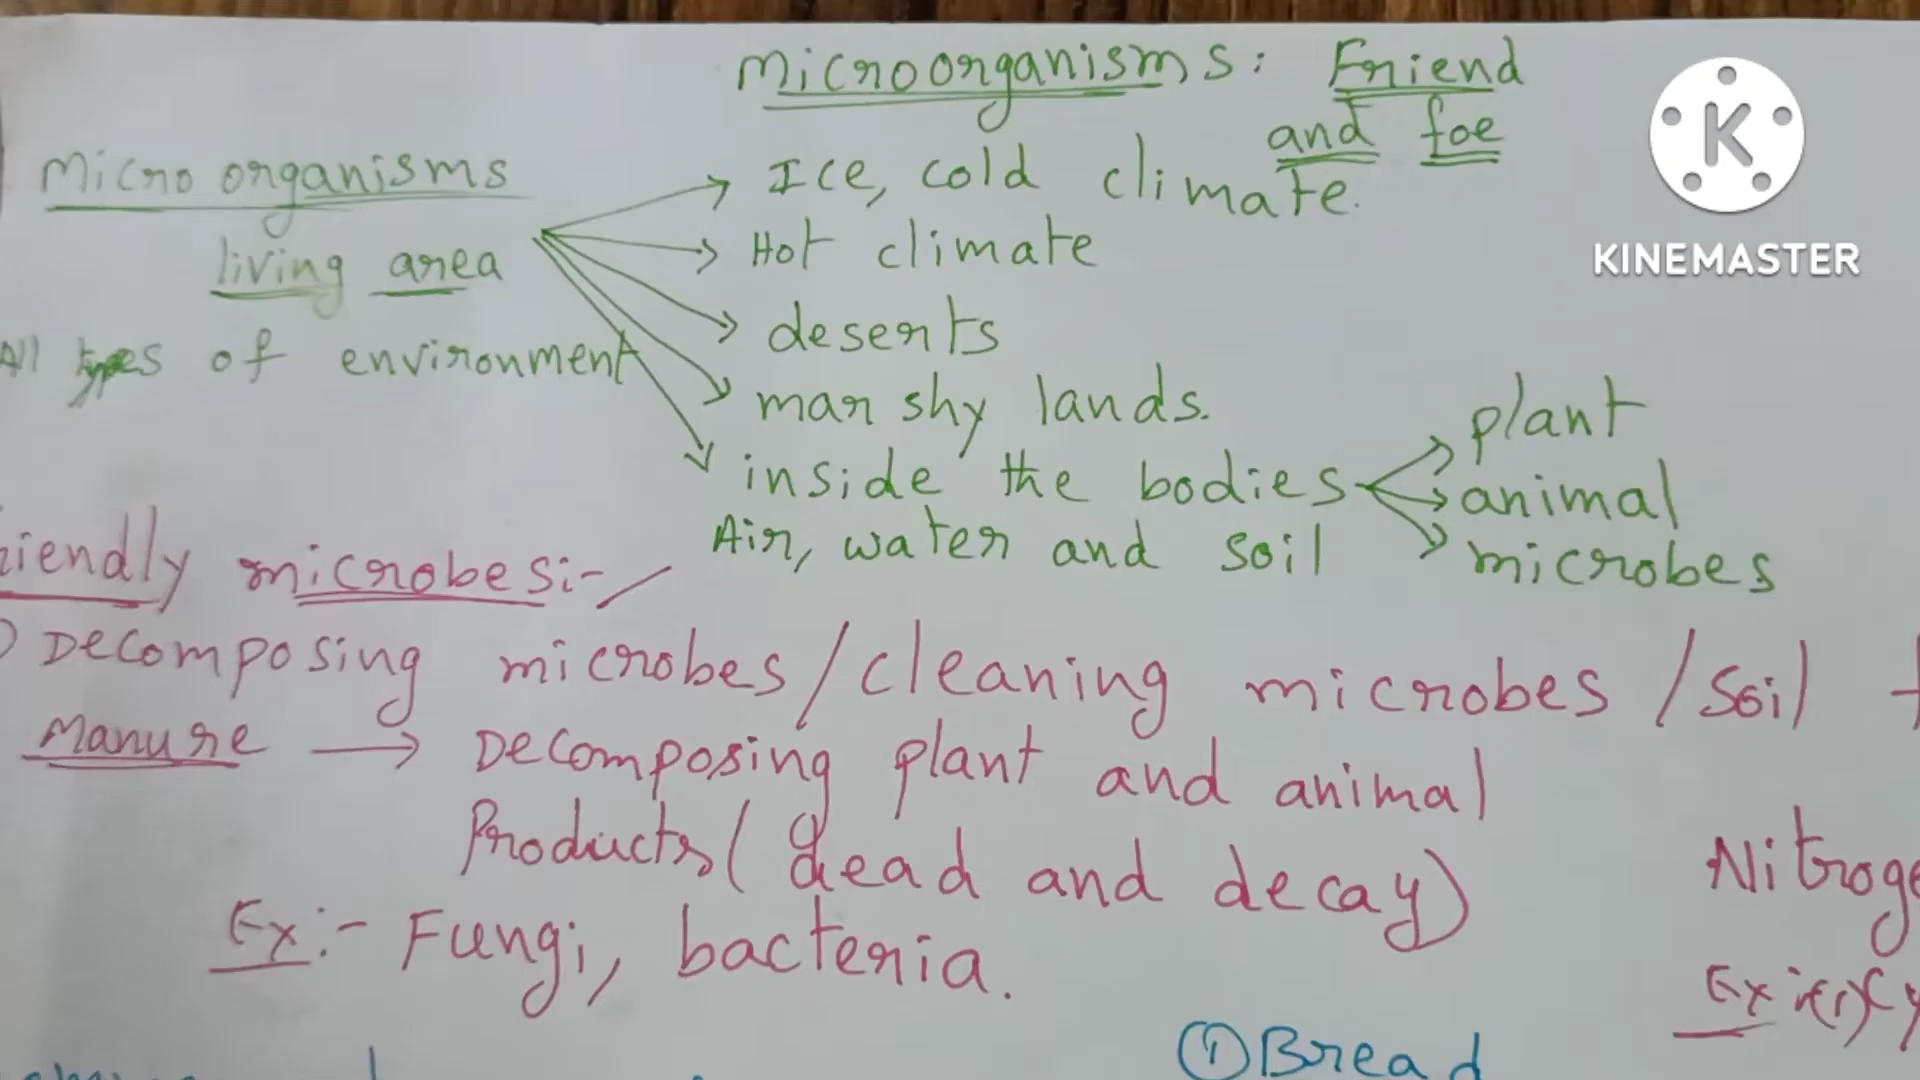 Microorganisms: Friend
and foe
Micro organisms
living area
All types of environment
Ice, cold climate.
Hot climate
deserts
marshy lands.
inside the bodies
plant
animal
microbes
Air, water and soil
iendly microbes:-
Decomposing microbes/cleaning microbes/soil
Manure → Decomposing plant and animal
Products (dead and decay)
Ex:- Fungi, bacteria.
Nitroge
Ex:
① Bread
K
KINEMASTER